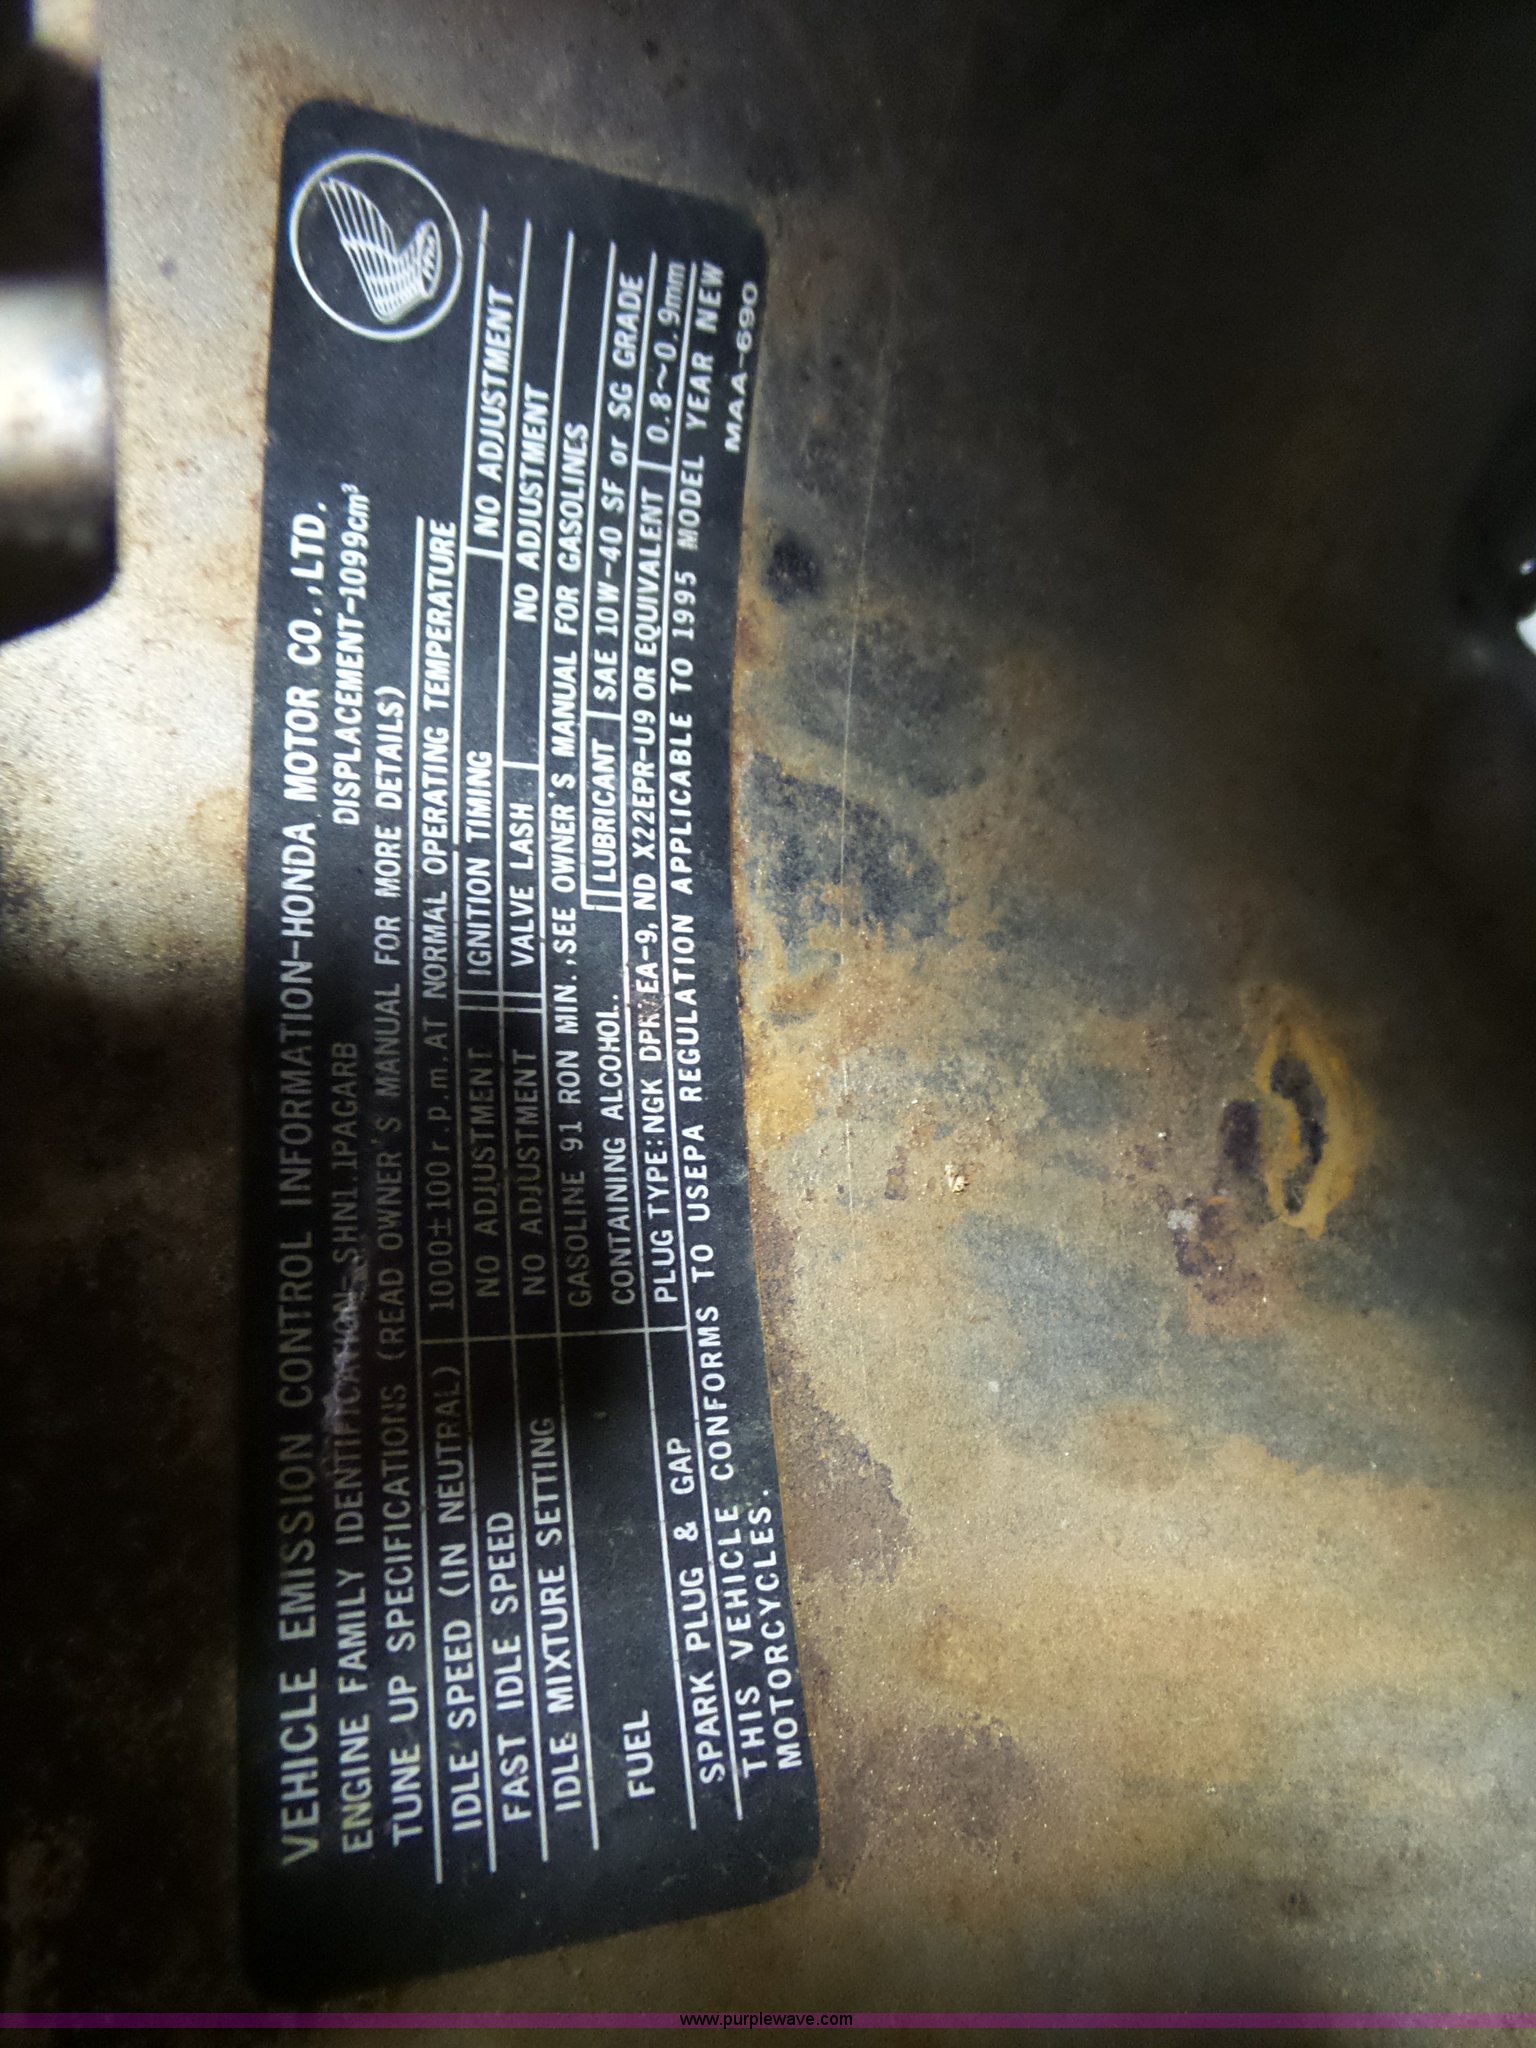 VEHICLE EMISSION CONTROL INFORMATION-HONDA MOTOR CO.,LTD.
ENGINE FAMILY IDENTIFICATION-SHN1.1PAGARB DISPLACEMENT-1099cm³
TUNE UP SPECIFICATIONS (READ OWNER'S MANUAL FOR MORE DETAILS)
IDLE SPEED (IN NEUTRAL) 1000±100r.p.m.AT NORMAL OPERATING TEMPERATURE
FAST IDLE SPEED NO ADJUSTMENT IGNITION TIMING NO ADJUSTMENT
IDLE MIXTURE SETTING NO ADJUSTMENT VALVE LASH NO ADJUSTMENT
FUEL GASOLINE 91 RON MIN.,SEE OWNER'S MANUAL FOR GASOLINES
CONTAINING ALCOHOL. LUBRICANT SAE 10W-40 SF or SG GRADE
SPARK PLUG & GAP PLUG TYPE:NGK EA-9, ND X22EPR-U9 OR EQUIVALENT 0.8~0.9mm
THIS VEHICLE CONFORMS TO USEPA REGULATION APPLICABLE TO 1995 MODEL YEAR NEW
MOTORCYCLES. MAA-690
www.purplewave.com